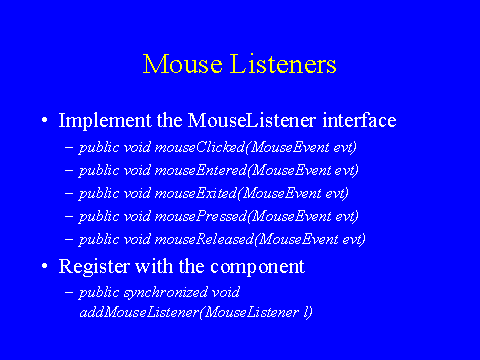 Mouse Listeners
• Implement the MouseListener interface
– public void mouseClicked(MouseEvent evt)
– public void mouseEntered(MouseEvent evt)
– public void mouseExited(MouseEvent evt)
– public void mousePressed(MouseEvent evt)
– public void mouseReleased(MouseEvent evt)
• Register with the component
– public synchronized void
addMouseListener(MouseListener l)